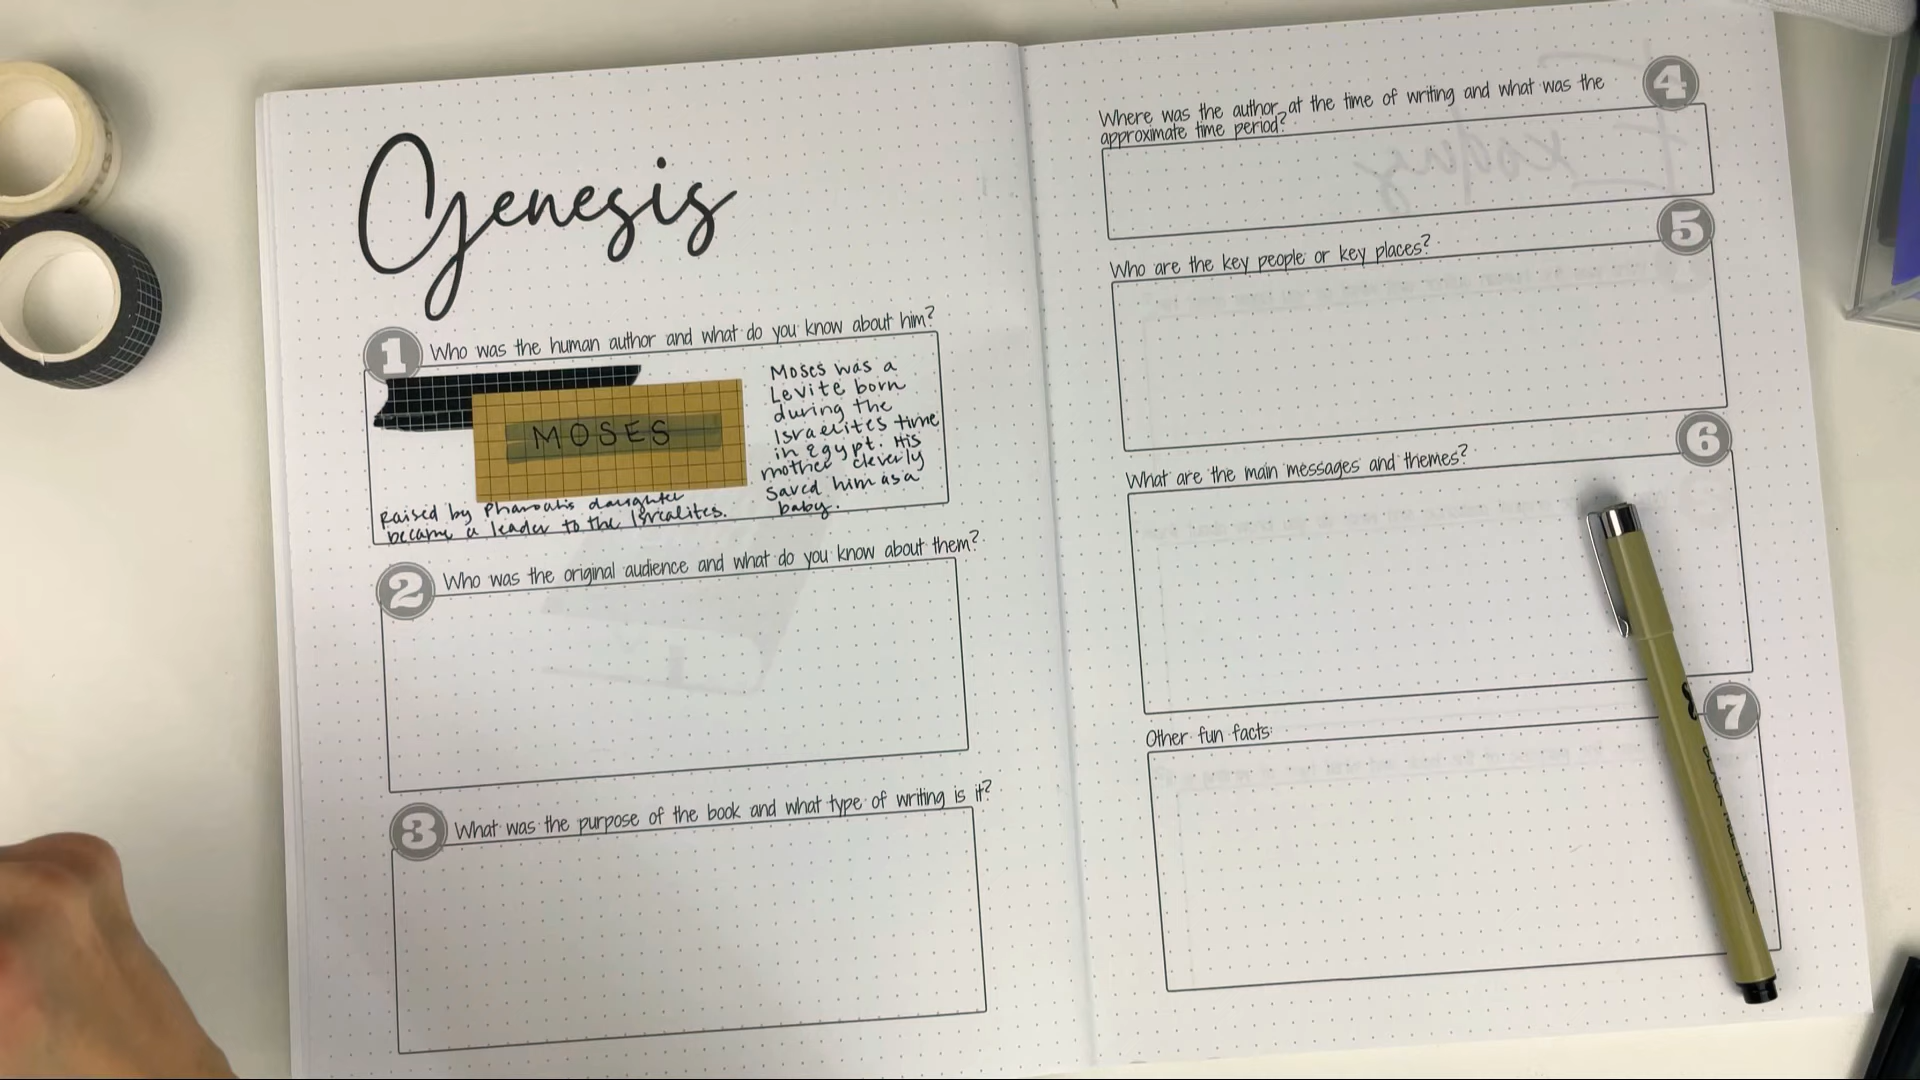 Genesis
1
Who was the human author and what do you know about him?
MOSES
Moses was a
Levite born
during the
Israelites time
in egypt. His
mother cleverly
saved him as a
baby.
raised by Pharoahs daughter
became a leader to the Isrealites.
2
Who was the original audience and what do you know about them?
3
What was the purpose of the book and what type of writing is it?
4
Where was the author at the time of writing and what was the
approximate time period?
Exodus
5
Who are the key people or key places?
6
What are the main messages and themes?
7
Other fun facts: